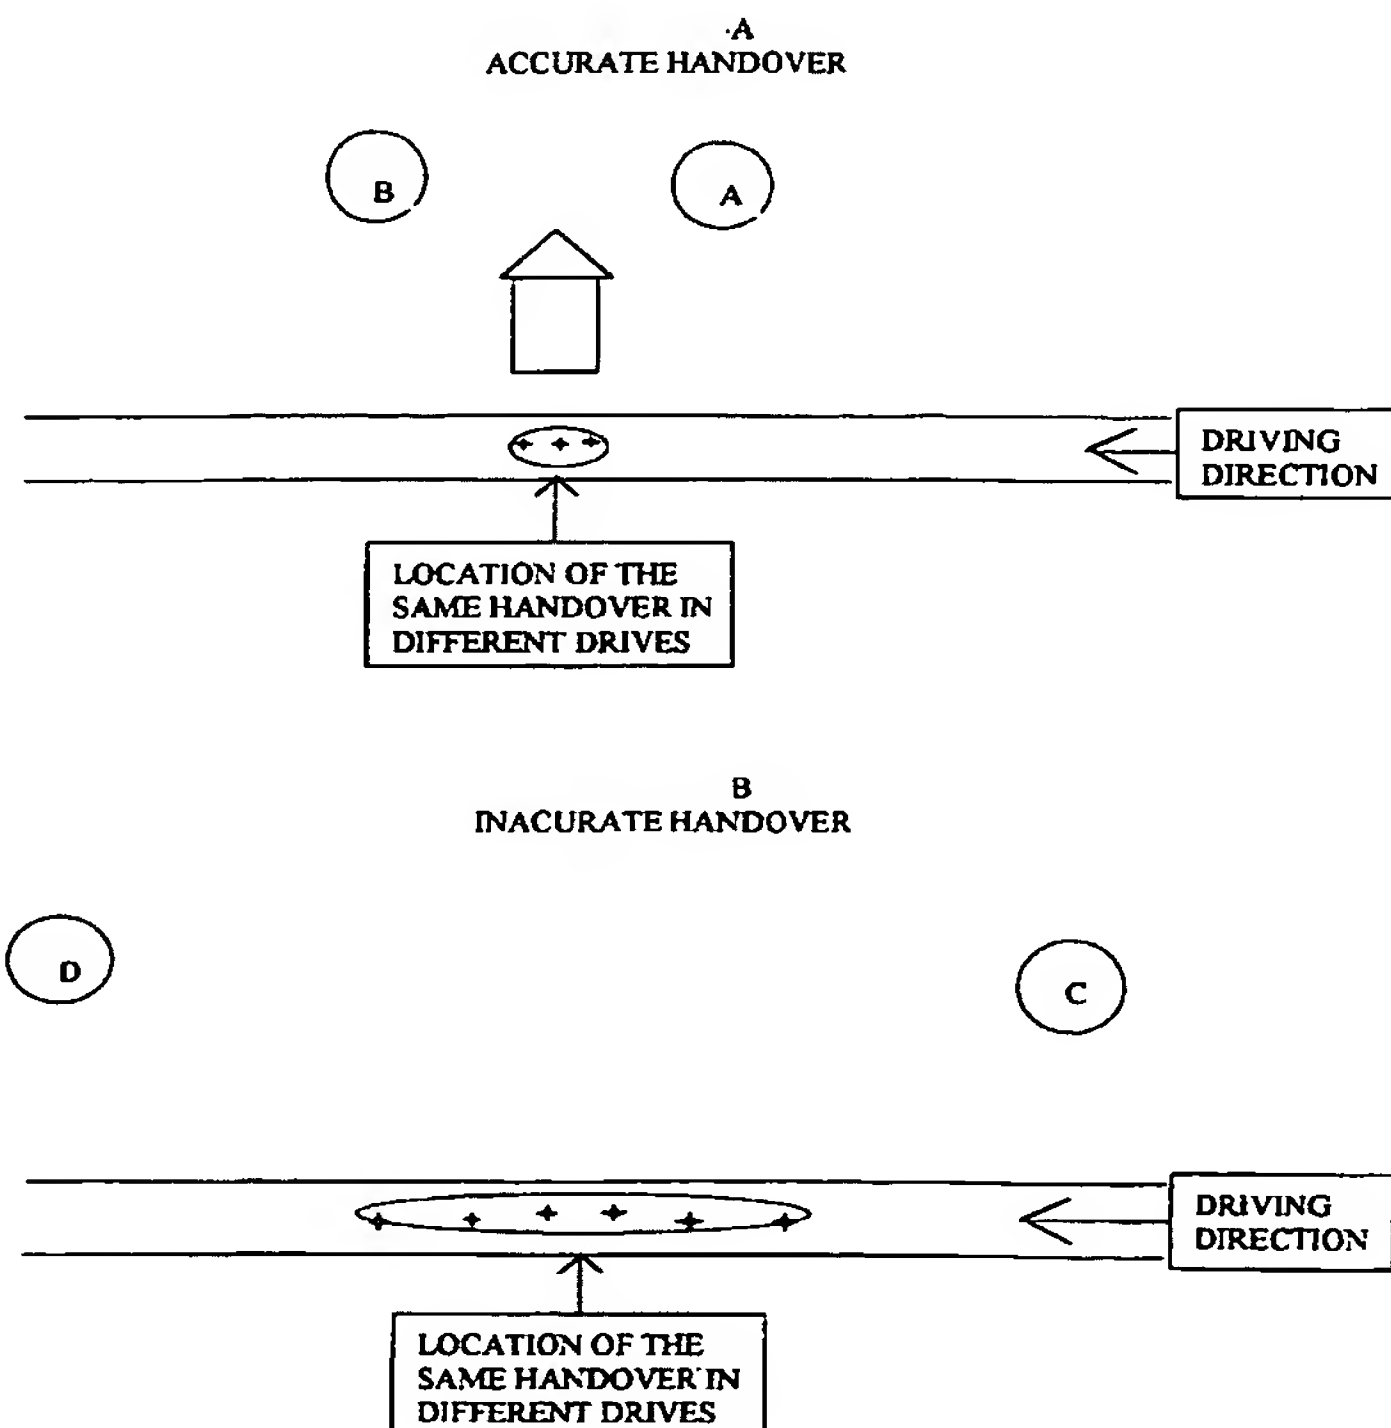 A
ACCURATE HANDOVER
B
A
DRIVING
DIRECTION
LOCATION OF THE
SAME HANDOVER IN
DIFFERENT DRIVES
B
INACURATE HANDOVER
D
C
DRIVING
DIRECTION
LOCATION OF THE
SAME HANDOVER IN
DIFFERENT DRIVES